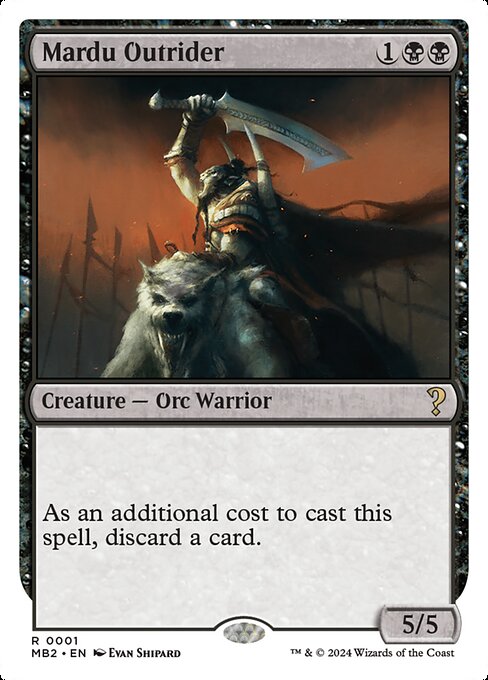 Mardu Outrider 1
Creature — Orc Warrior
As an additional cost to cast this
spell, discard a card.
5/5
R 0001
MB2 • EN Evan Shipard
™ & © 2024 Wizards of the Coast